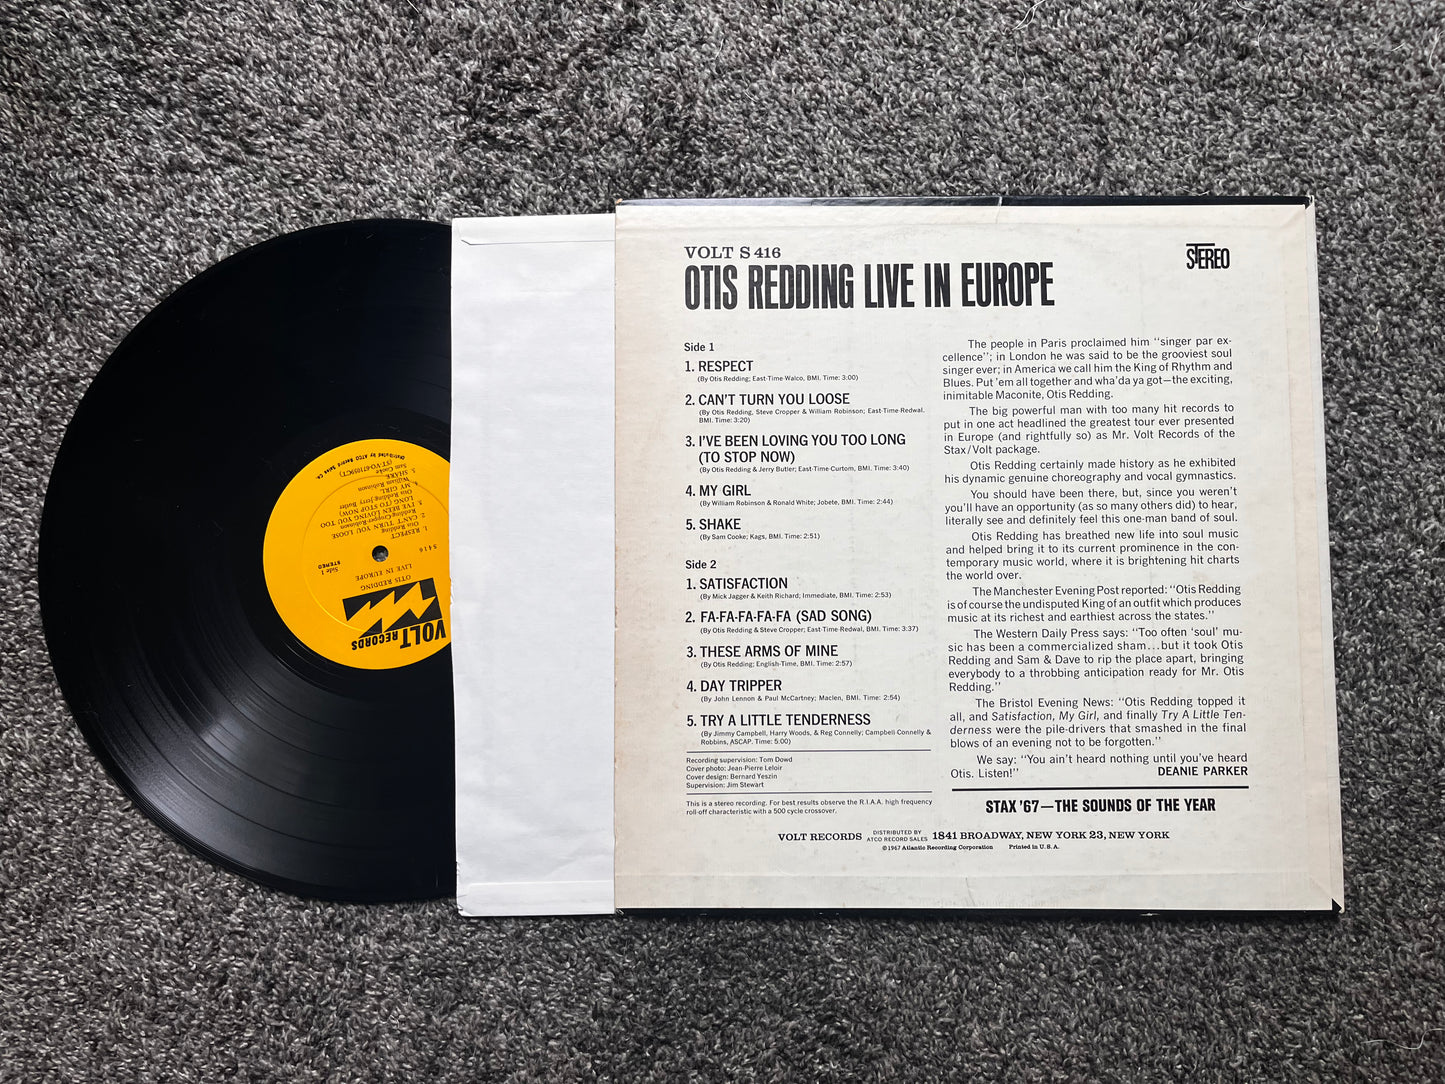 VOLT S 416
STEREO
OTIS REDDING LIVE IN EUROPE
Side 1
1. RESPECT
(By Otis Redding; East-Time-Walco, BMI. Time: 3:00)
2. CAN'T TURN YOU LOOSE
(By Otis Redding, Steve Cropper & William Robinson; East-Time-Redwal,
BMI. Time: 3:20)
3. I'VE BEEN LOVING YOU TOO LONG
(TO STOP NOW)
(By Otis Redding & Jerry Butler; East-Time-Curtom, BMI. Time: 3:40)
4. MY GIRL
(By William Robinson & Ronald White; Jobete, BMI. Time: 2:44)
5. SHAKE
(By Sam Cooke; Kags, BMI. Time: 2:51)
Side 2
1. SATISFACTION
(By Mick Jagger & Keith Richard; Immediate, BMI. Time: 2:53)
2. FA-FA-FA-FA-FA (SAD SONG)
(By Otis Redding & Steve Cropper; East-Time-Redwal, BMI. Time: 3:37)
3. THESE ARMS OF MINE
(By Otis Redding; English-Time, BMI. Time: 2:57)
4. DAY TRIPPER
(By John Lennon & Paul McCartney; Maclen, BMI. Time: 2:54)
5. TRY A LITTLE TENDERNESS
(By Jimmy Campbell, Harry Woods, & Reg Connelly; Campbell Connelly &
Robbins, ASCAP. Time: 5:00)
Recording supervision: Tom Dowd
Cover photo: Jean-Pierre Leloir
Cover design: Bernard Yeszin
Supervision: Jim Stewart
This is a stereo recording. For best results observe the R.I.A.A. high frequency
roll-off characteristic with a 500 cycle crossover.
The people in Paris proclaimed him "singer par ex-
cellence"; in London he was said to be the grooviest soul
singer ever; in America we call him the King of Rhythm and
Blues. Put 'em all together and wha'da ya got—the exciting,
inimitable Maconite, Otis Redding.
The big powerful man with too many hit records to
put in one act headlined the greatest tour ever presented
in Europe (and rightfully so) as Mr. Volt Records of the
Stax/Volt package.
Otis Redding certainly made history as he exhibited
his dynamic genuine choreography and vocal gymnastics.
You should have been there, but, since you weren't
you'll have an opportunity (as so many others did) to hear,
literally see and definitely feel this one-man band of soul.
Otis Redding has breathed new life into soul music
and helped bring it to its current prominence in the con-
temporary music world, where it is brightening hit charts
the world over.
The Manchester Evening Post reported: "Otis Redding
is of course the undisputed King of an outfit which produces
music at its richest and earthiest across the states."
The Western Daily Press says: "Too often 'soul' mu-
sic has been a commercialized sham...but it took Otis
Redding and Sam & Dave to rip the place apart, bringing
everybody to a throbbing anticipation ready for Mr. Otis
Redding."
The Bristol Evening News: "Otis Redding topped it
all, and Satisfaction, My Girl, and finally Try A Little Ten-
derness were the pile-drivers that smashed in the final
blows of an evening not to be forgotten."
We say: "You ain't heard nothing until you've heard
Otis. Listen!" DEANIE PARKER
STAX '67—THE SOUNDS OF THE YEAR
VOLT RECORDS DISTRIBUTED BY ATCO RECORD SALES 1841 BROADWAY, NEW YORK 23, NEW YORK
©1967 Atlantic Recording Corporation Printed in U.S.A.
VOLT
RECORDS
OTIS REDDING
LIVE IN EUROPE
Side 1
STEREO
S 416
1. RESPECT
Otis Redding
2. CAN'T TURN YOU LOOSE
Redding-Cropper-Robinson
3. I'VE BEEN LOVING YOU TOO
LONG (TO STOP NOW)
Otis Redding-Jerry Butler
4. MY GIRL
William Robinson
5. SHAKE
Sam Cooke
(ST-VO-671059CT)
Distributed by ATCO Record Sales Co.